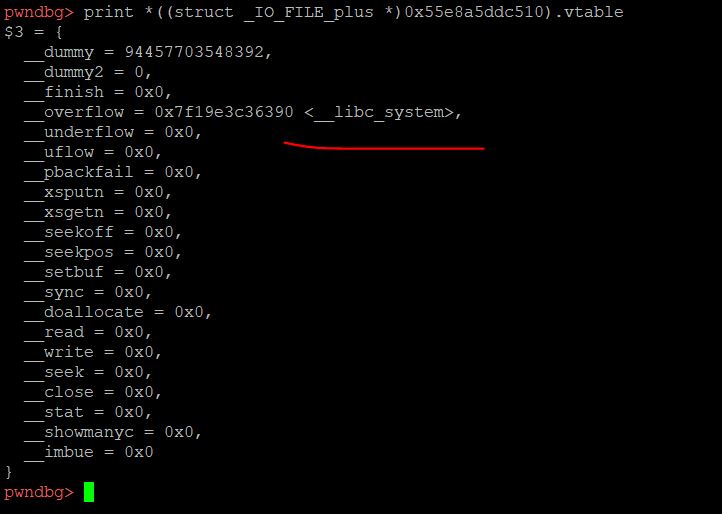 pwndbg> print *((struct _IO_FILE_plus *)0x55e8a5ddc510).vtable
$3 = {
  __dummy = 94457703548392,
  __dummy2 = 0,
  __finish = 0x0,
  __overflow = 0x7f19e3c36390 <__libc_system>,
  __underflow = 0x0,
  __uflow = 0x0,
  __pbackfail = 0x0,
  __xsputn = 0x0,
  __xsgetn = 0x0,
  __seekoff = 0x0,
  __seekpos = 0x0,
  __setbuf = 0x0,
  __sync = 0x0,
  __doallocate = 0x0,
  __read = 0x0,
  __write = 0x0,
  __seek = 0x0,
  __close = 0x0,
  __stat = 0x0,
  __showmanyc = 0x0,
  __imbue = 0x0
}
pwndbg>